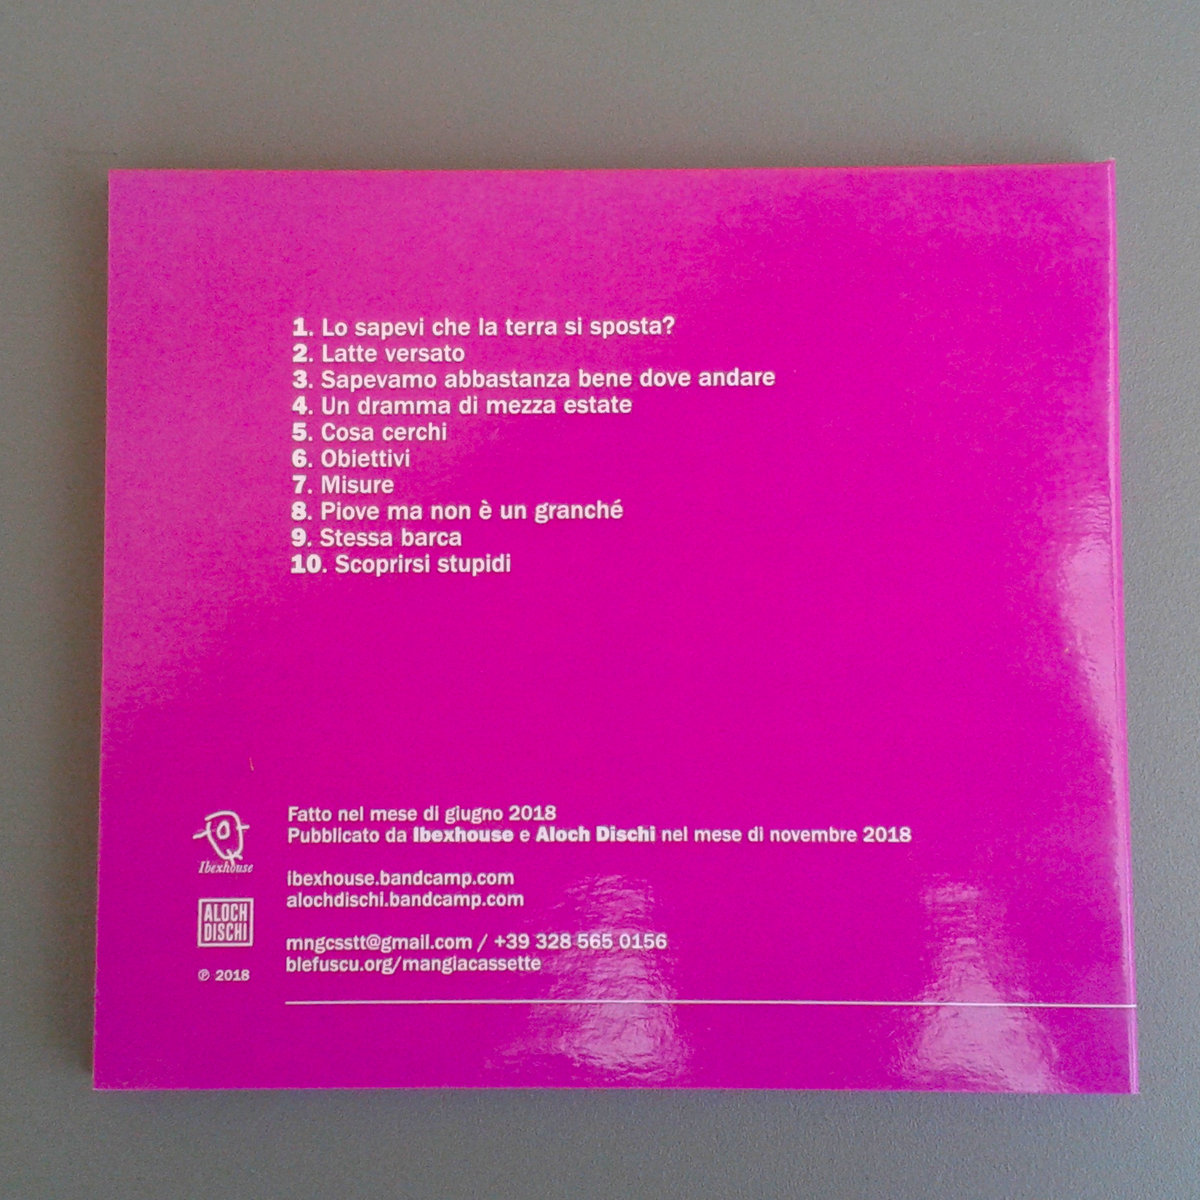 1. Lo sapevi che la terra si sposta?
2. Latte versato
3. Sapevamo abbastanza bene dove andare
4. Un dramma di mezza estate
5. Cosa cerchi
6. Obiettivi
7. Misure
8. Piove ma non è un granché
9. Stessa barca
10. Scoprirsi stupidi
Fatto nel mese di giugno 2018
Pubblicato da Ibexhouse e Aloch Dischi nel mese di novembre 2018
Ibexhouse
ibexhouse.bandcamp.com
alochdischi.bandcamp.com
ALOCH
DISCHI
mngcsstt@gmail.com / +39 328 565 0156
blefuscu.org/mangiacassette
℗ 2018